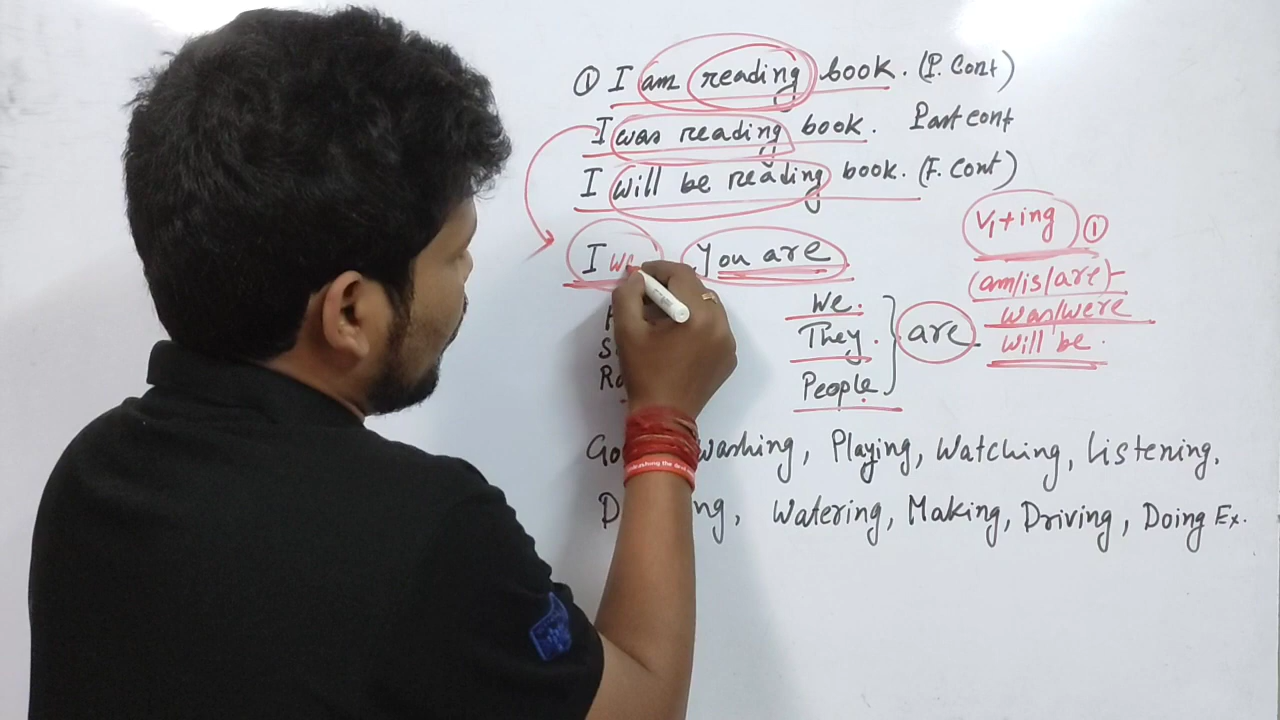 ① I am reading book. (P. Cont)
I was reading book. Past cont
I will be reading book. (F. Cont)
V₁+ing ①
(am/is/are)-
was/were
will be.
I You are
We.
They.
People
are
washing, Playing, Watching, Listening,
Watering, Making, Driving, Doing Ex.